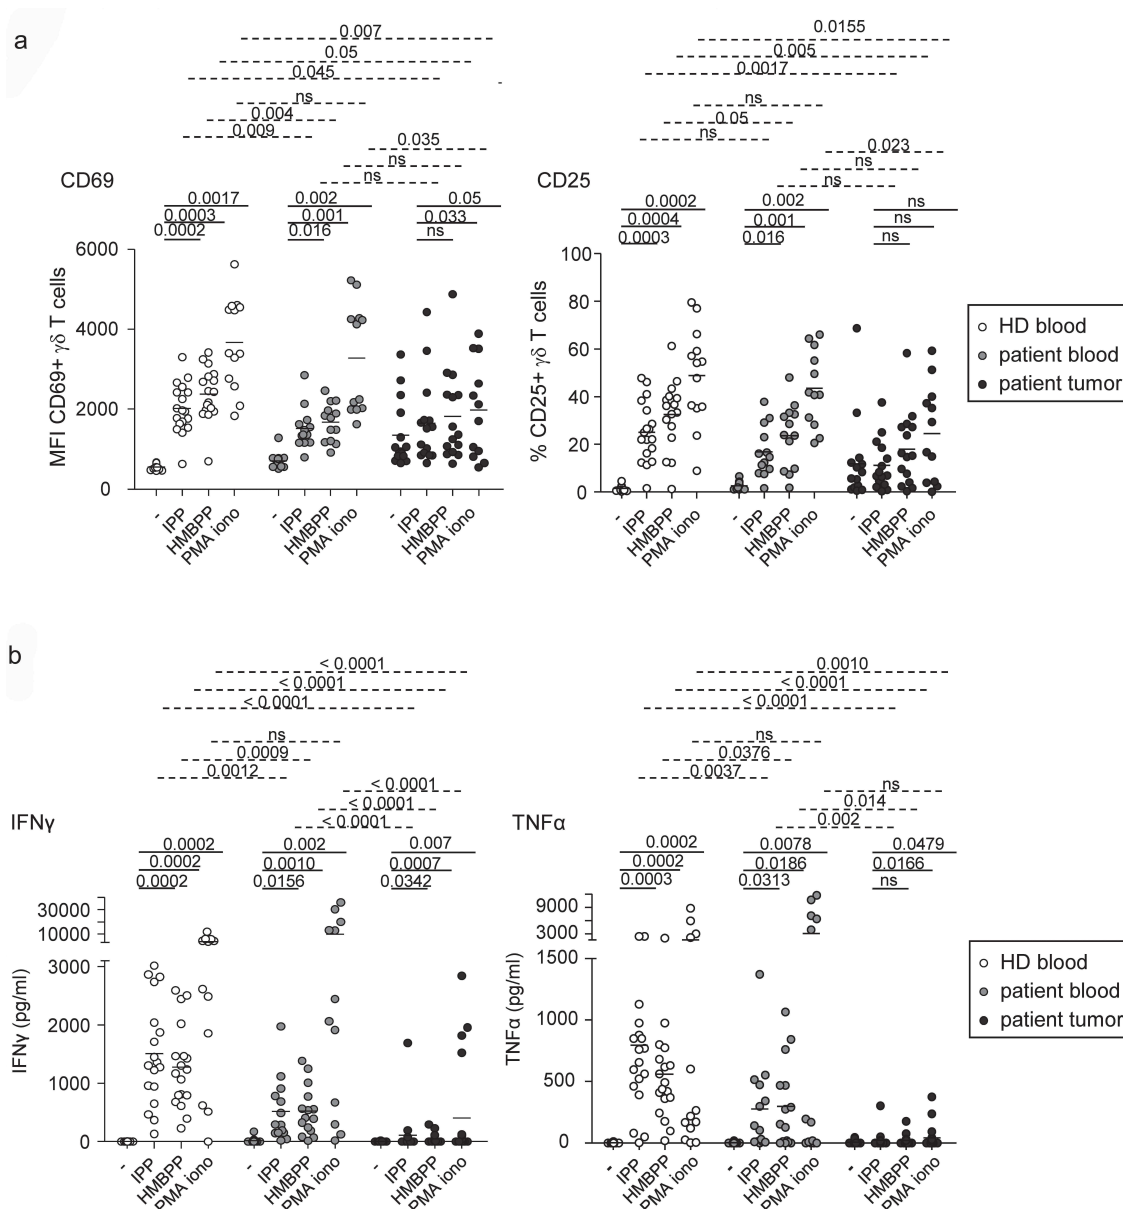 a
0.007
0.05
0.045
ns
0.004
0.009
0.035
ns
ns
CD69
0.0017
0.0003
0.0002
0.002
0.001
0.016
0.05
0.033
ns
MFI CD69+ γδ T cells
6000
4000
2000
0
- IPP HMBPP PMA iono
- IPP HMBPP PMA iono
- IPP HMBPP PMA iono
0.0155
0.005
0.0017
ns
0.05
ns
0.023
ns
ns
CD25
0.0002
0.0004
0.0003
0.002
0.001
0.016
ns
ns
ns
% CD25+ γδ T cells
100
80
60
40
20
0
- IPP HMBPP PMA iono
- IPP HMBPP PMA iono
- IPP HMBPP PMA iono
HD blood
patient blood
patient tumor
b
< 0.0001
< 0.0001
< 0.0001
ns
0.0009
0.0012
< 0.0001
< 0.0001
< 0.0001
IFNγ
0.0002
0.0002
0.0002
0.002
0.0010
0.0156
0.007
0.0007
0.0342
IFNγ (pg/ml)
30000
10000
3000
2000
1000
0
- IPP HMBPP PMA iono
- IPP HMBPP PMA iono
- IPP HMBPP PMA iono
0.0010
< 0.0001
< 0.0001
ns
0.0376
0.0037
ns
0.014
0.002
TNFα
0.0002
0.0002
0.0003
0.0078
0.0186
0.0313
0.0479
0.0166
ns
TNFα (pg/ml)
9000
3000
1500
1000
500
0
- IPP HMBPP PMA iono
- IPP HMBPP PMA iono
- IPP HMBPP PMA iono
HD blood
patient blood
patient tumor